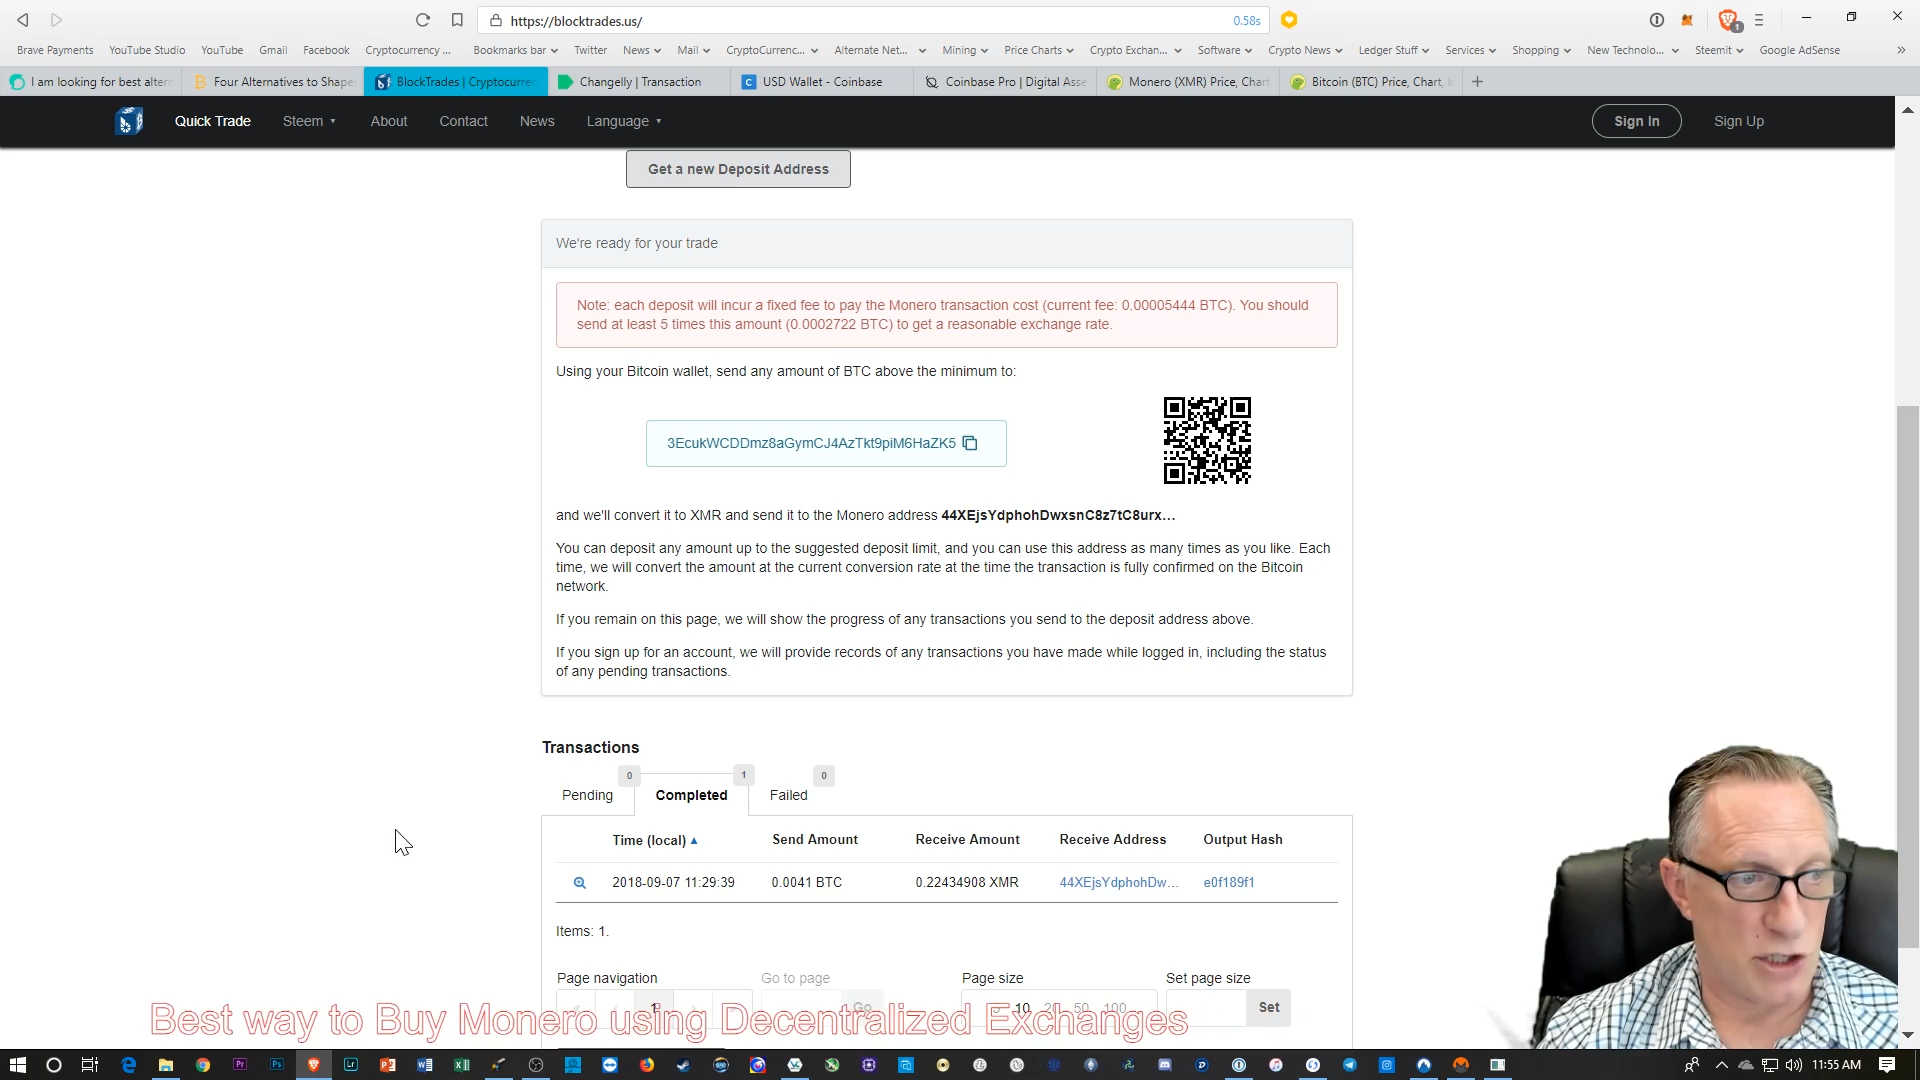 https://blocktrades.us/
0.58s
1
Brave Payments YouTube Studio YouTube Gmail Facebook Cryptocurrency ... Bookmarks bar Twitter News Mail CryptoCurrenc... Alternate Net... Mining Price Charts Crypto Exchan... Software Crypto News Ledger Stuff Services Shopping New Technolo... Steemit Google AdSense
I am looking for best altern Four Alternatives to Shape BlockTrades | Cryptocurren Changelly | Transaction USD Wallet - Coinbase Coinbase Pro | Digital Asse Monero (XMR) Price, Chart Bitcoin (BTC) Price, Chart, I
Quick Trade Steem About Contact News Language Sign In Sign Up
Get a new Deposit Address
We're ready for your trade
Note: each deposit will incur a fixed fee to pay the Monero transaction cost (current fee: 0.00005444 BTC). You should
send at least 5 times this amount (0.0002722 BTC) to get a reasonable exchange rate.
Using your Bitcoin wallet, send any amount of BTC above the minimum to:
3EcukWCDDmz8aGymCJ4AzTkt9piM6HaZK5
and we'll convert it to XMR and send it to the Monero address 44XEjsYdphohDwxsnC8z7tC8urx...
You can deposit any amount up to the suggested deposit limit, and you can use this address as many times as you like. Each
time, we will convert the amount at the current conversion rate at the time the transaction is fully confirmed on the Bitcoin
network.
If you remain on this page, we will show the progress of any transactions you send to the deposit address above.
If you sign up for an account, we will provide records of any transactions you have made while logged in, including the status
of any pending transactions.
Transactions
0 1 0
Pending Completed Failed
Time (local) Send Amount Receive Amount Receive Address Output Hash
2018-09-07 11:29:39 0.0041 BTC 0.22434908 XMR 44XEjsYdphohDw... e0f189f1
Items: 1.
Page navigation Go to page Page size Set page size
1 Go 10 20 50 100 Set
Best way to Buy Monero using Decentralized Exchanges
11:55 AM